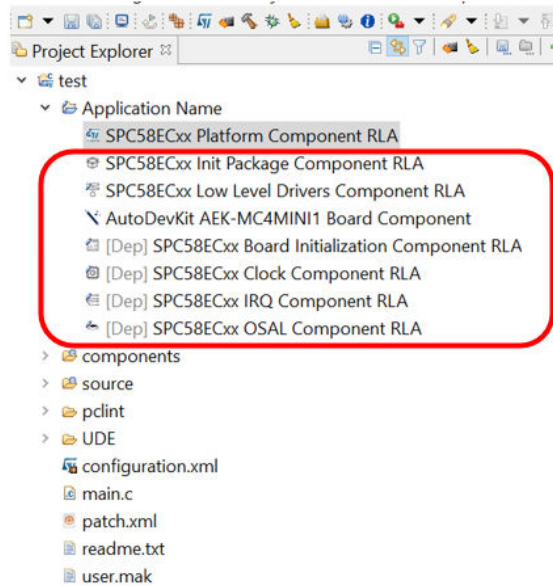 Project Explorer
test
Application Name
SPC58ECxx Platform Component RLA
SPC58ECxx Init Package Component RLA
SPC58ECxx Low Level Drivers Component RLA
AutoDevKit AEK-MC4MINI1 Board Component
[Dep] SPC58ECxx Board Initialization Component RLA
[Dep] SPC58ECxx Clock Component RLA
[Dep] SPC58ECxx IRQ Component RLA
[Dep] SPC58ECxx OSAL Component RLA
components
source
pclint
UDE
configuration.xml
main.c
patch.xml
readme.txt
user.mak